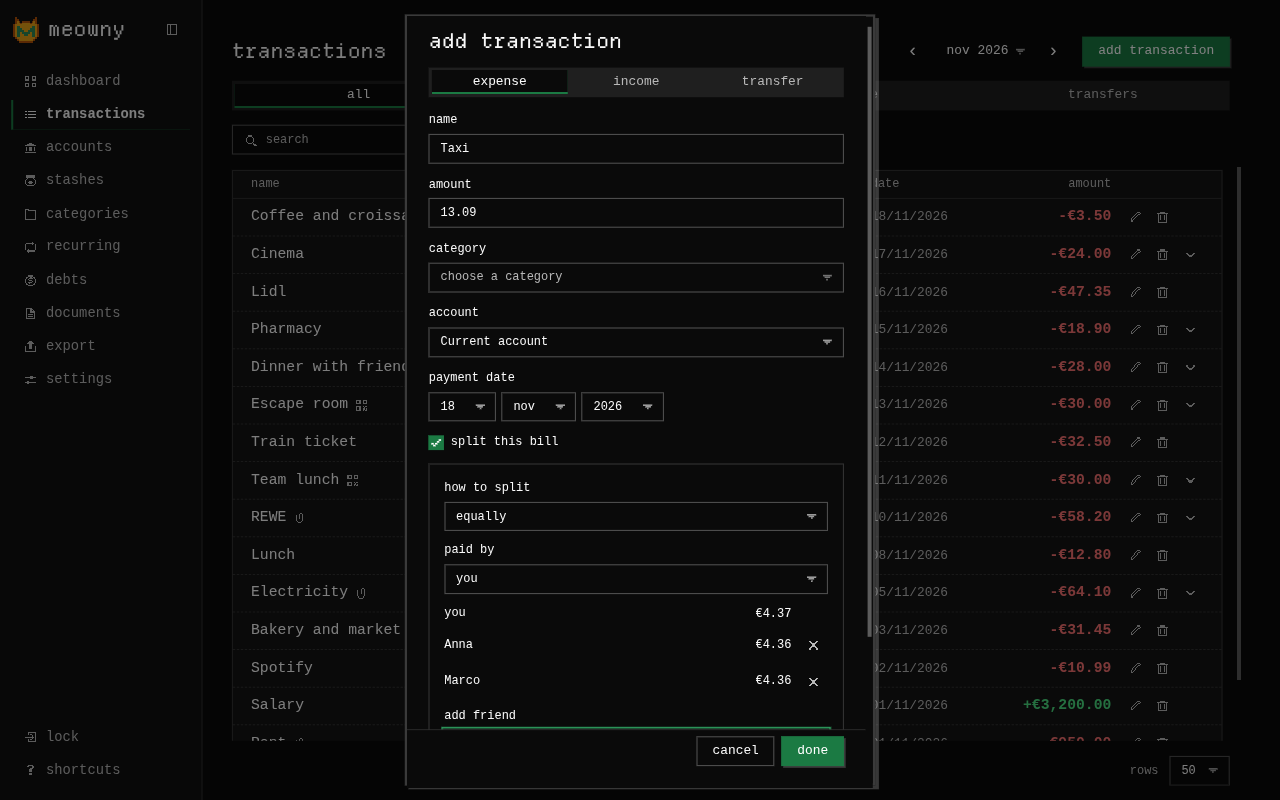 meowny
dashboard
transactions
accounts
stashes
categories
recurring
debts
documents
export
settings
lock
shortcuts
transactions
nov 2026
add transaction
all
transfers
search
name
amount
Coffee and
18/11/2026
-€3.50
Cinema
17/11/2026
-€24.00
Lidl
16/11/2026
-€47.35
Pharmacy
15/11/2026
-€18.90
Dinner with
14/11/2026
-€28.00
Escape room
13/11/2026
-€30.00
Train ticket
12/11/2026
-€32.50
Team lunch
11/11/2026
-€30.00
REWE
10/11/2026
-€58.20
Lunch
08/11/2026
-€12.80
Electricity
05/11/2026
-€64.10
Bakery and market
03/11/2026
-€31.45
Spotify
02/11/2026
-€10.99
Salary
01/11/2026
+€3,200.00
rows
50
add transaction
expense
income
transfer
name
Taxi
amount
13.09
category
choose a category
account
Current account
payment date
18
nov
2026
split this bill
how to split
equally
paid by
you
you
€4.37
Anna
€4.36
Marco
€4.36
add friend
cancel
done